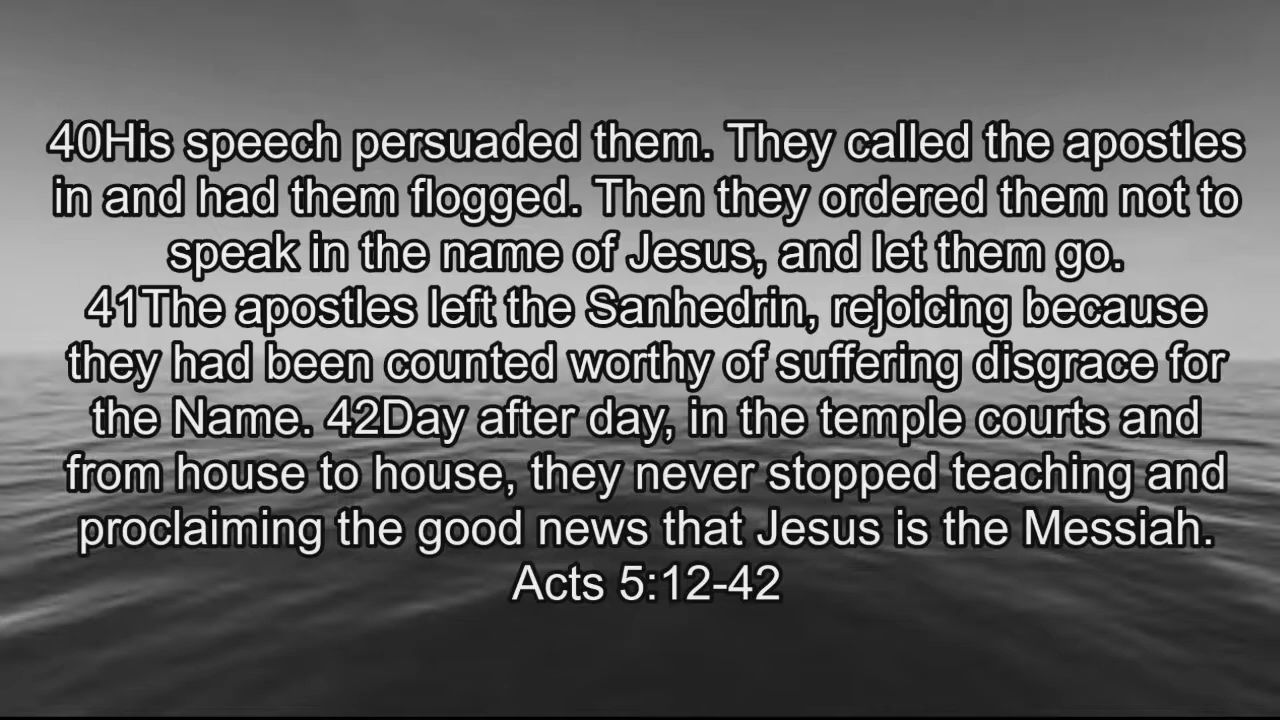 40His speech persuaded them. They called the apostles
in and had them flogged. Then they ordered them not to
speak in the name of Jesus, and let them go.
41The apostles left the Sanhedrin, rejoicing because
they had been counted worthy of suffering disgrace for
the Name. 42Day after day, in the temple courts and
from house to house, they never stopped teaching and
proclaiming the good news that Jesus is the Messiah.
Acts 5:12-42